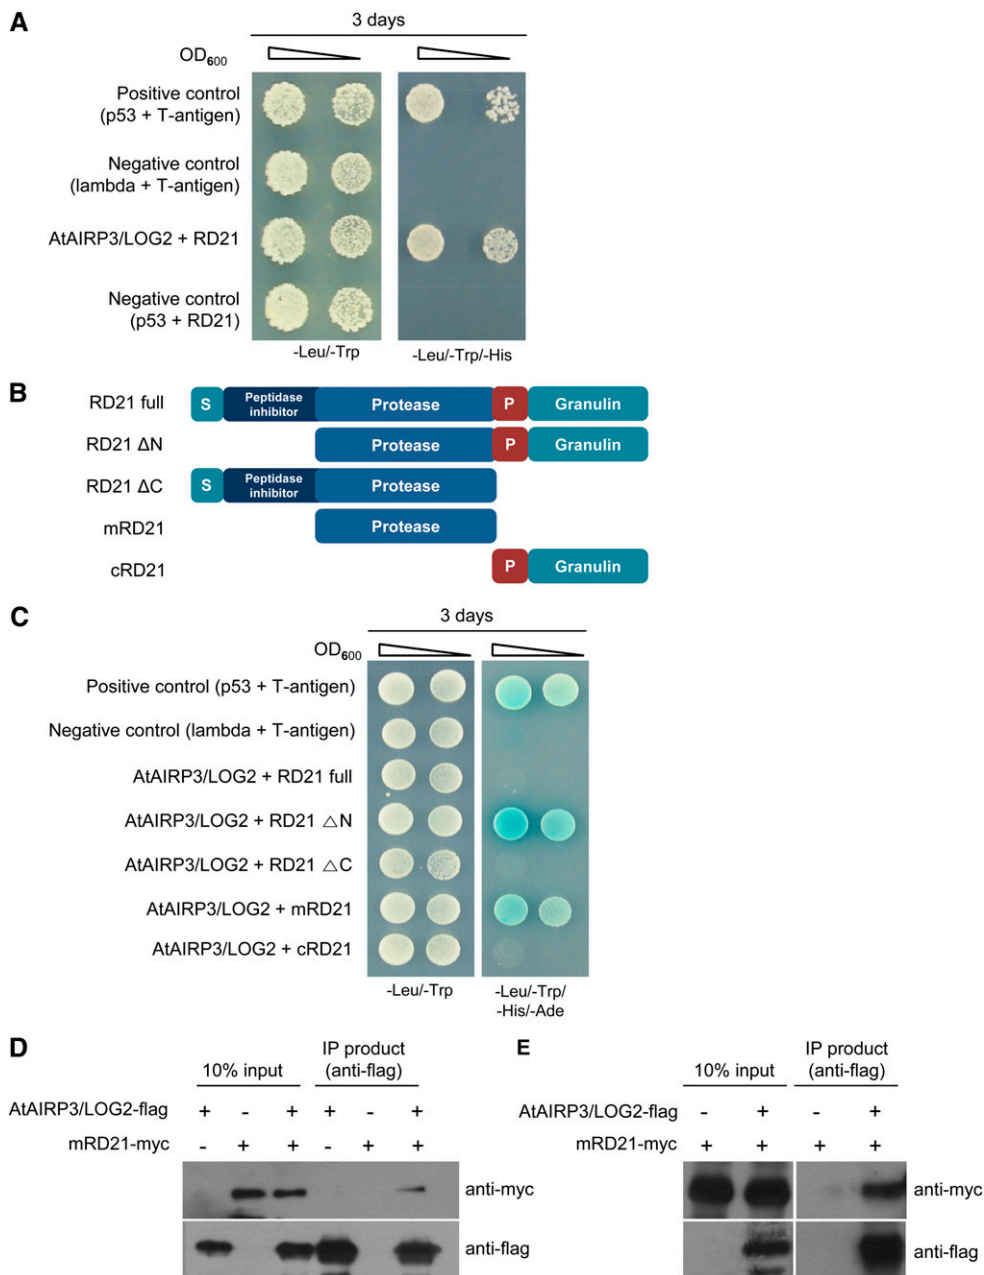 A
3 days
OD600
Positive control
(p53 + T-antigen)
Negative control
(lambda + T-antigen)
AtAIRP3/LOG2 + RD21
Negative control
(p53 + RD21)
-Leu/-Trp
-Leu/-Trp/-His
B
RD21 full
S
Peptidase
inhibitor
Protease
P
Granulin
RD21 ΔN
Protease
P
Granulin
RD21 ΔC
S
Peptidase
inhibitor
Protease
mRD21
Protease
cRD21
P
Granulin
C
3 days
OD600
Positive control (p53 + T-antigen)
Negative control (lambda + T-antigen)
AtAIRP3/LOG2 + RD21 full
AtAIRP3/LOG2 + RD21 △N
AtAIRP3/LOG2 + RD21 △C
AtAIRP3/LOG2 + mRD21
AtAIRP3/LOG2 + cRD21
-Leu/-Trp
-Leu/-Trp/
-His/-Ade
D
10% input
IP product
(anti-flag)
AtAIRP3/LOG2-flag + - + + - +
mRD21-myc - + + - + +
anti-myc
anti-flag
E
10% input
IP product
(anti-flag)
AtAIRP3/LOG2-flag - + - +
mRD21-myc + + + +
anti-myc
anti-flag